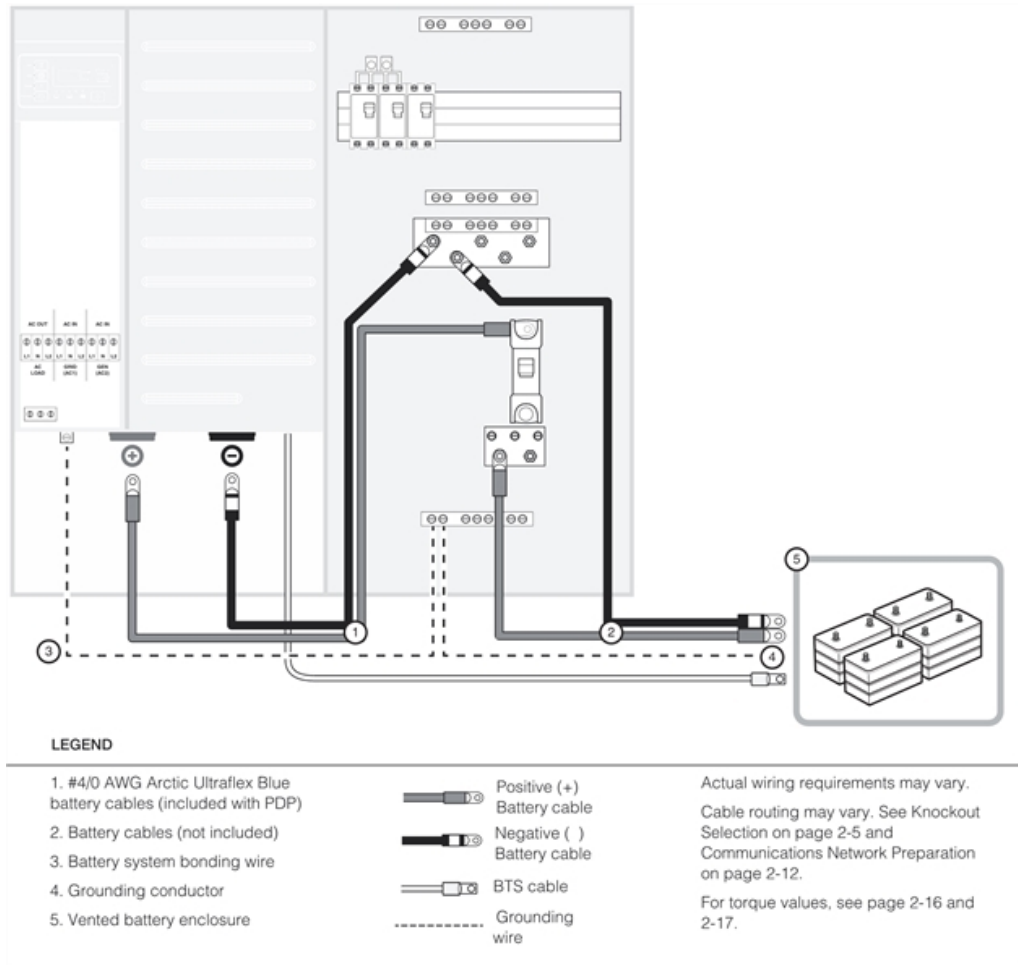 AC OUT AC IN AC IN
L1 N L2 L1 N L2 L1 N L2
AC LOAD GRID (AC1) GEN (AC2)
+ −
1
2
3
4
5
LEGEND
1. #4/0 AWG Arctic Ultraflex Blue
battery cables (included with PDP)
2. Battery cables (not included)
3. Battery system bonding wire
4. Grounding conductor
5. Vented battery enclosure
Positive (+)
Battery cable
Negative ( )
Battery cable
BTS cable
Grounding
wire
Actual wiring requirements may vary.
Cable routing may vary. See Knockout
Selection on page 2-5 and
Communications Network Preparation
on page 2-12.
For torque values, see page 2-16 and
2-17.